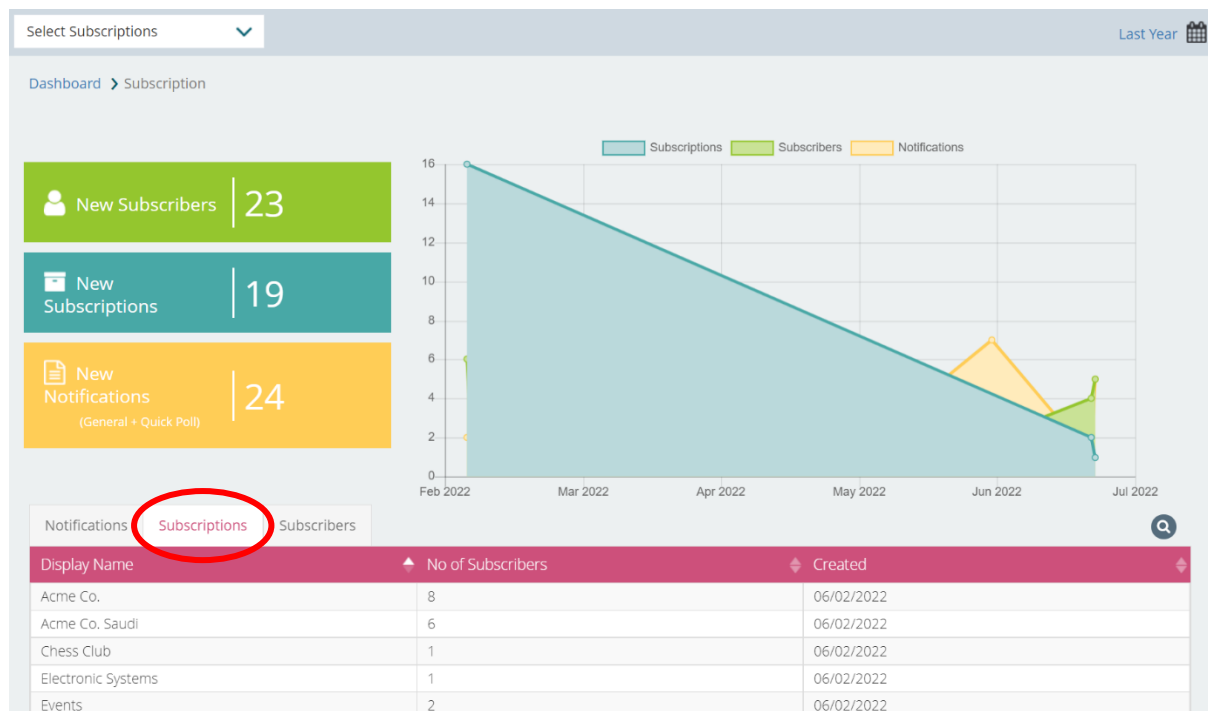 Select Subscriptions
Last Year
Dashboard Subscription
Subscriptions Subscribers Notifications
New Subscribers 23
New
Subscriptions
19
New
Notifications
(General + Quick Poll)
24
16
14
12
10
8
6
4
2
0
Feb 2022 Mar 2022 Apr 2022 May 2022 Jun 2022 Jul 2022
Notifications Subscriptions Subscribers
Display Name No of Subscribers Created
Acme Co. 8 06/02/2022
Acme Co. Saudi 6 06/02/2022
Chess Club 1 06/02/2022
Electronic Systems 1 06/02/2022
Events 2 06/02/2022